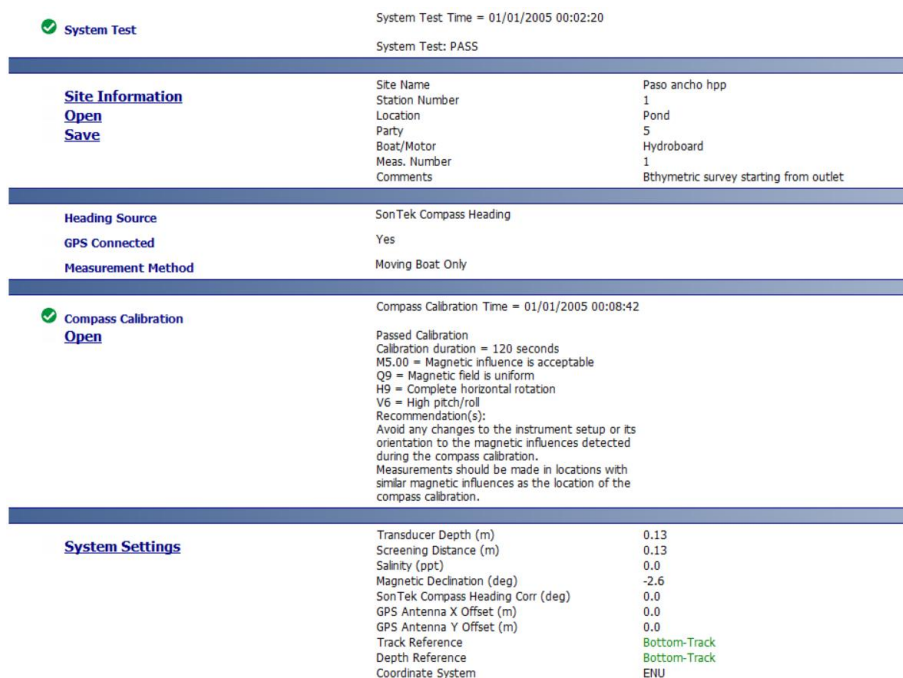 System Test
System Test Time = 01/01/2005 00:02:20
System Test: PASS
Site Information
Open
Save
Site Name Paso ancho hpp
Station Number 1
Location Pond
Party 5
Boat/Motor Hydroboard
Meas. Number 1
Comments Bthymetric survey starting from outlet
Heading Source SonTek Compass Heading
GPS Connected Yes
Measurement Method Moving Boat Only
Compass Calibration
Open
Compass Calibration Time = 01/01/2005 00:08:42
Passed Calibration
Calibration duration = 120 seconds
M5.00 = Magnetic influence is acceptable
Q9 = Magnetic field is uniform
H9 = Complete horizontal rotation
V6 = High pitch/roll
Recommendation(s):
Avoid any changes to the instrument setup or its
orientation to the magnetic influences detected
during the compass calibration.
Measurements should be made in locations with
similar magnetic influences as the location of the
compass calibration.
System Settings
Transducer Depth (m) 0.13
Screening Distance (m) 0.13
Salinity (ppt) 0.0
Magnetic Declination (deg) -2.6
SonTek Compass Heading Corr (deg) 0.0
GPS Antenna X Offset (m) 0.0
GPS Antenna Y Offset (m) 0.0
Track Reference Bottom-Track
Depth Reference Bottom-Track
Coordinate System ENU